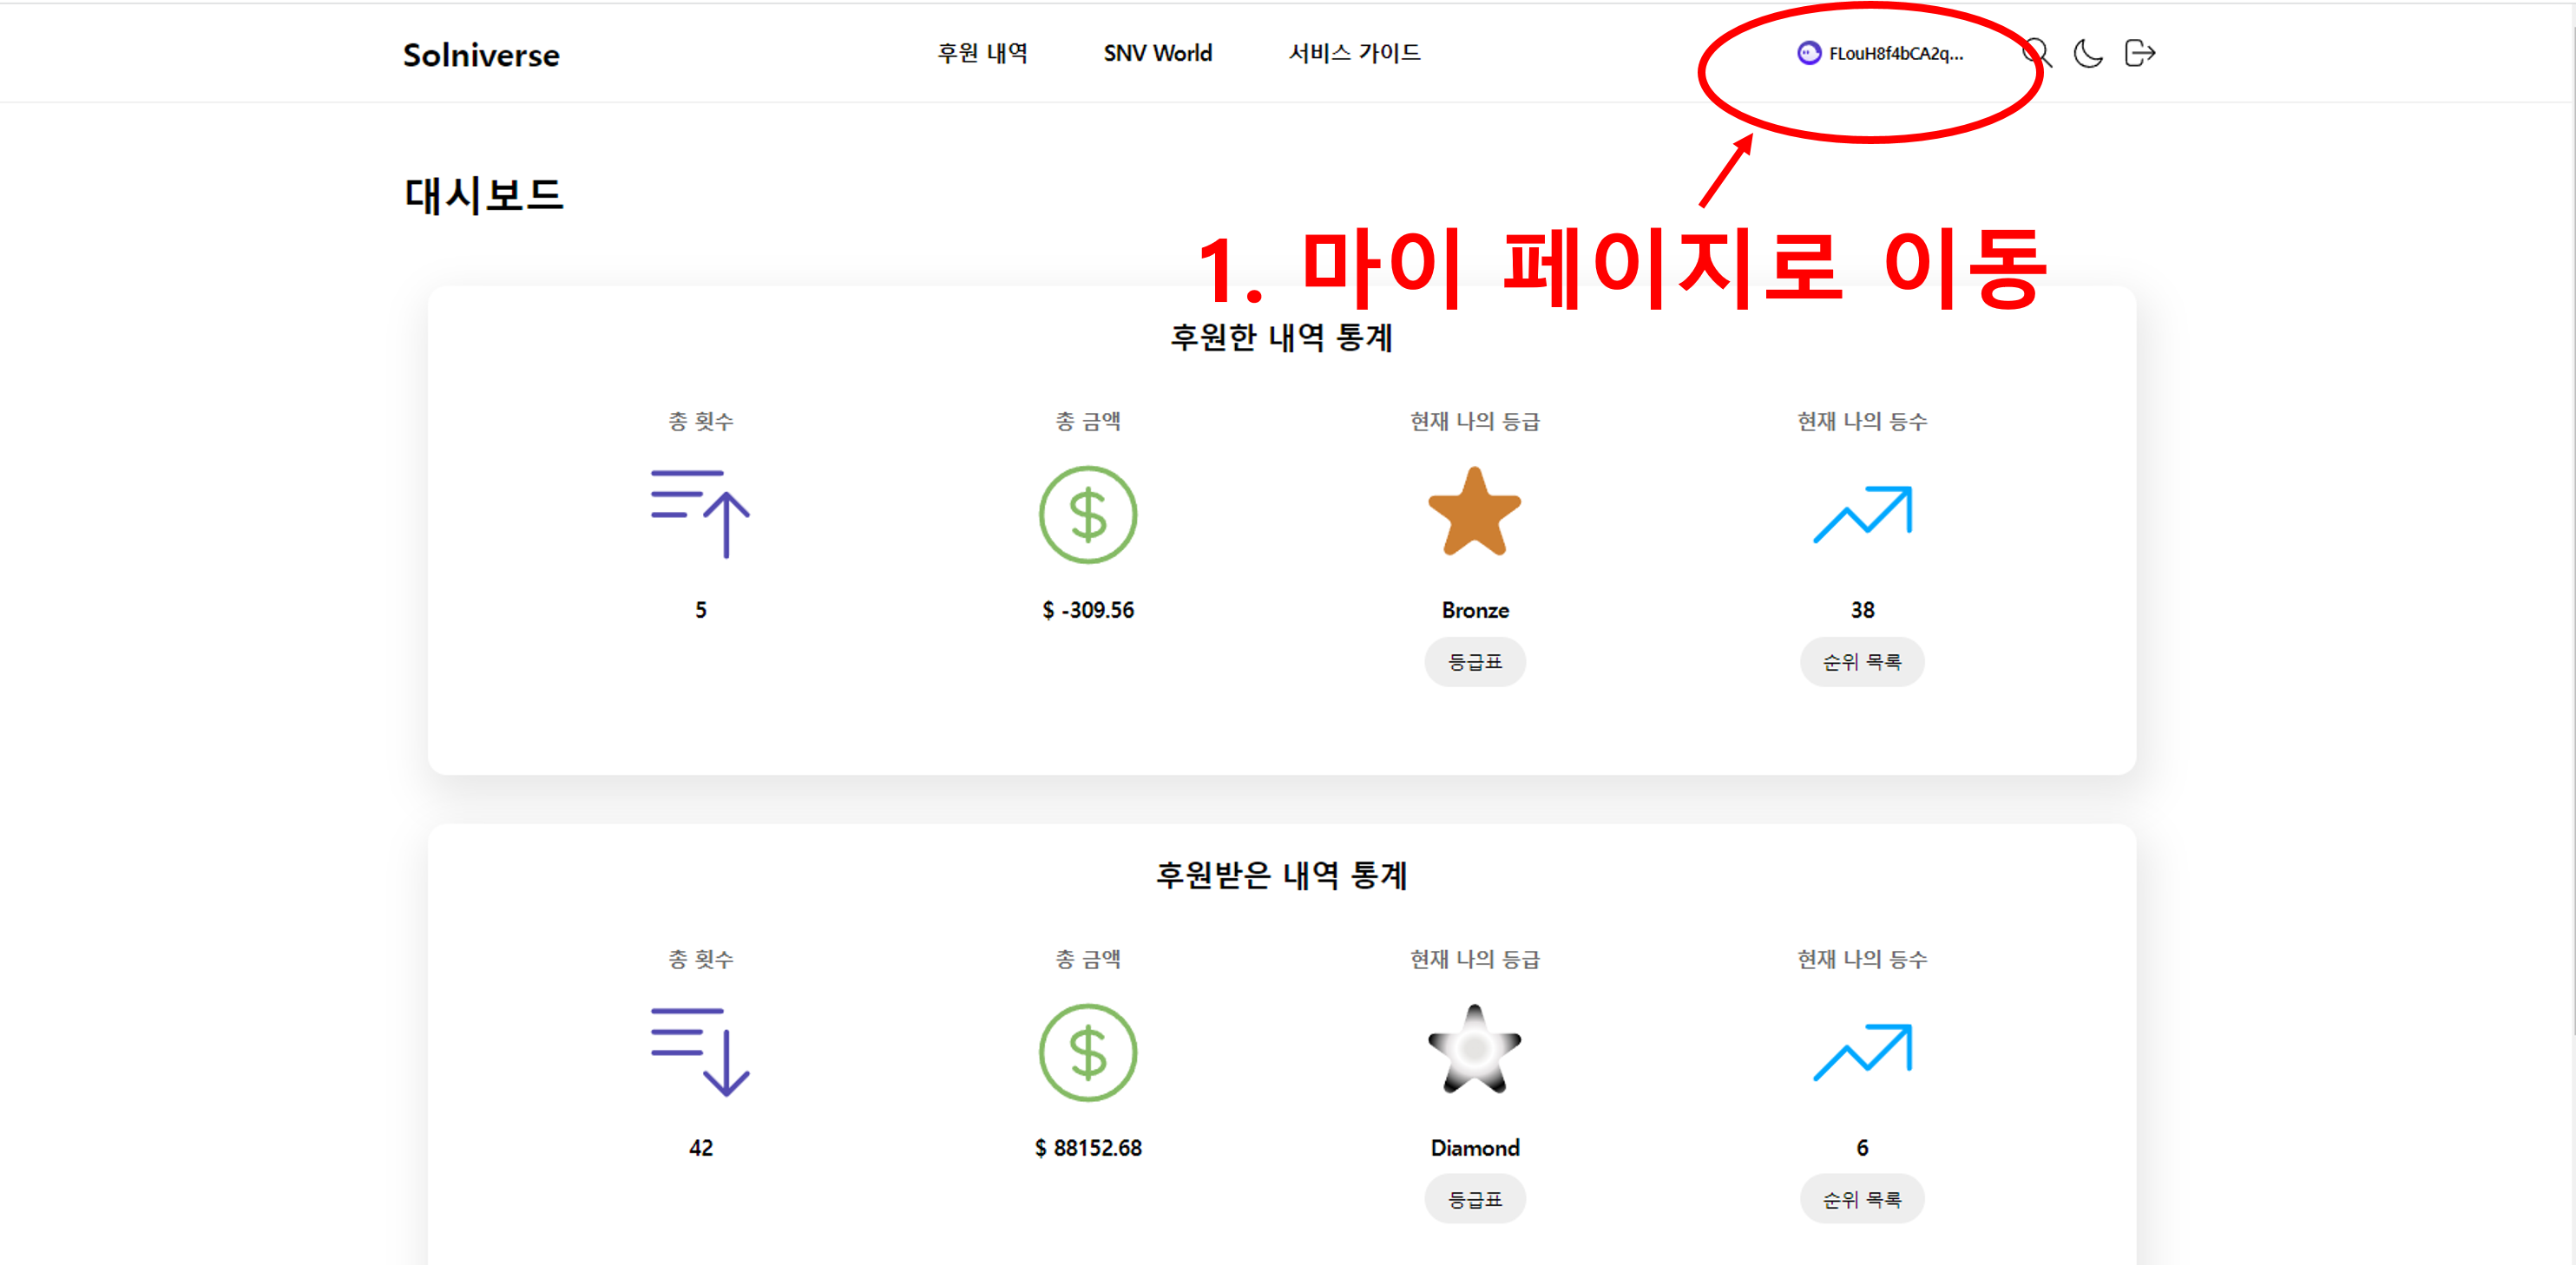 Solniverse 후원 내역 SNV World 서비스 가이드 FLouH8f4bCA2q...
대시보드
1. 마이 페이지로 이동
후원한 내역 통계
총 횟수 총 금액 현재 나의 등급 현재 나의 등수
5 $ -309.56 Bronze 38
등급표 순위 목록
후원받은 내역 통계
총 횟수 총 금액 현재 나의 등급 현재 나의 등수
42 $ 88152.68 Diamond 6
등급표 순위 목록